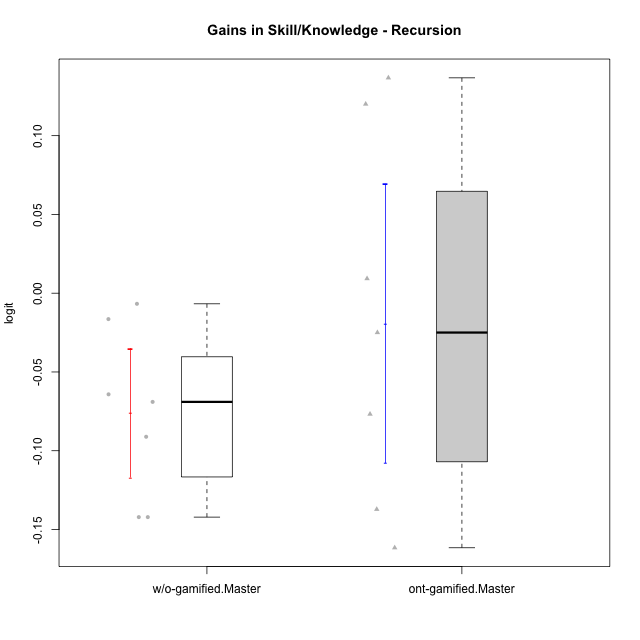 Gains in Skill/Knowledge - Recursion
logit
0.10
0.05
0.00
-0.05
-0.10
-0.15
w/o-gamified.Master
ont-gamified.Master